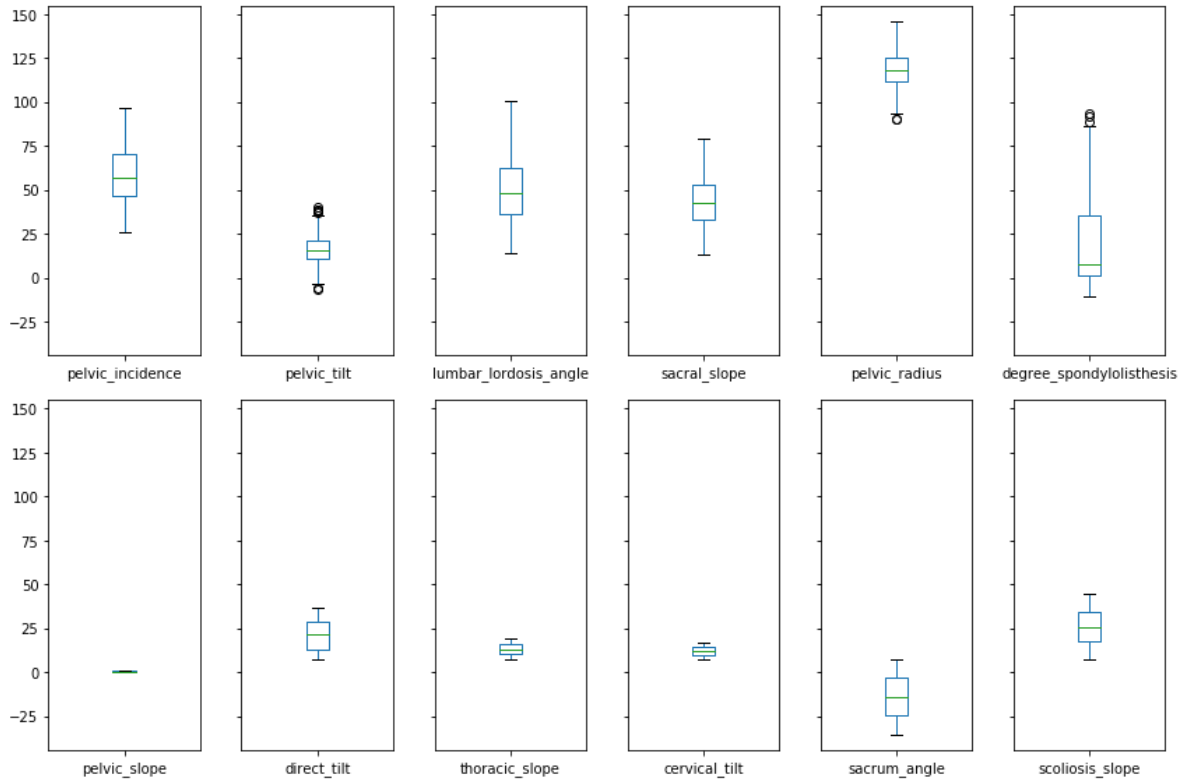 150
125
100
75
50
25
0
−25
pelvic_incidence
pelvic_tilt
lumbar_lordosis_angle
sacral_slope
pelvic_radius
degree_spondylolisthesis
150
125
100
75
50
25
0
−25
pelvic_slope
direct_tilt
thoracic_slope
cervical_tilt
sacrum_angle
scoliosis_slope